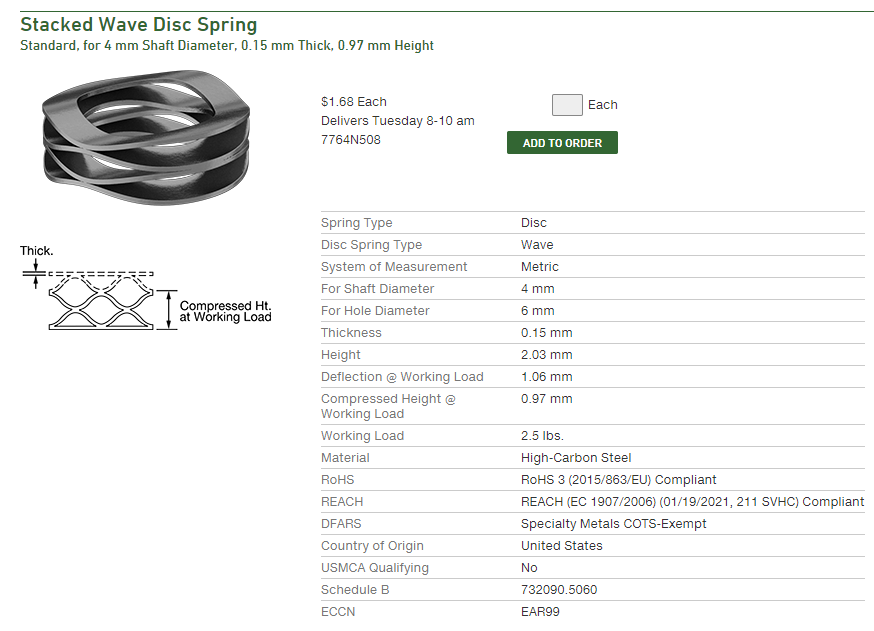 Stacked Wave Disc Spring
Standard, for 4 mm Shaft Diameter, 0.15 mm Thick, 0.97 mm Height
$1.68 Each
Each
Delivers Tuesday 8-10 am
7764N508
ADD TO ORDER
Thick.
Compressed Ht.
at Working Load
Spring Type Disc
Disc Spring Type Wave
System of Measurement Metric
For Shaft Diameter 4 mm
For Hole Diameter 6 mm
Thickness 0.15 mm
Height 2.03 mm
Deflection @ Working Load 1.06 mm
Compressed Height @ 0.97 mm
Working Load
Working Load 2.5 lbs.
Material High-Carbon Steel
RoHS RoHS 3 (2015/863/EU) Compliant
REACH REACH (EC 1907/2006) (01/19/2021, 211 SVHC) Compliant
DFARS Specialty Metals COTS-Exempt
Country of Origin United States
USMCA Qualifying No
Schedule B 732090.5060
ECCN EAR99